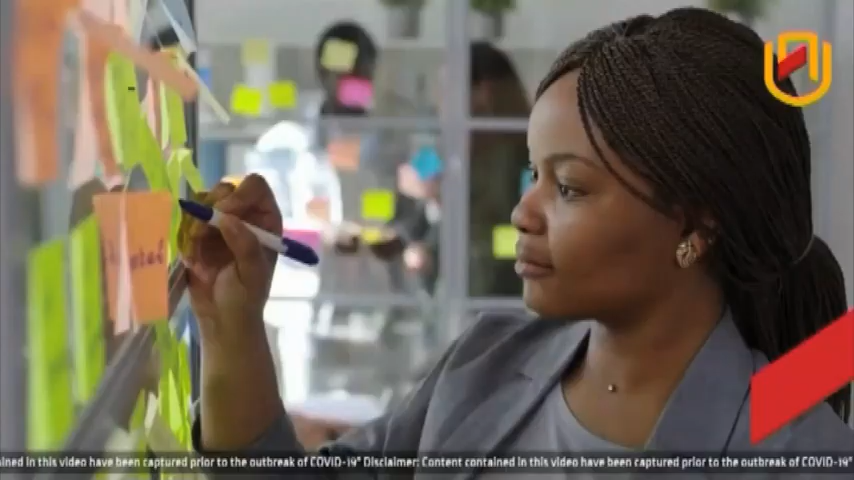 ined in this video have been captured prior to the outbreak of COVID-19* Disclaimer: Content contained in this video have been captured prior to the outbreak of COVID-19*